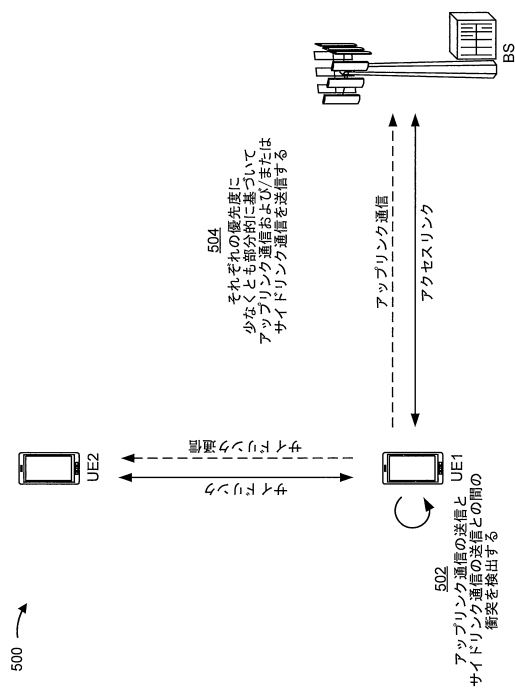 500
UE2
サイドリンク
サイドリンク通信
UE1
502
アップリンク通信の送信と
サイドリンク通信の送信との間の
衝突を検出する
504
それぞれの優先度に
少なくとも部分的に基づいて
アップリンク通信および/または
サイドリンク通信を送信する
アップリンク通信
アクセスリンク
BS